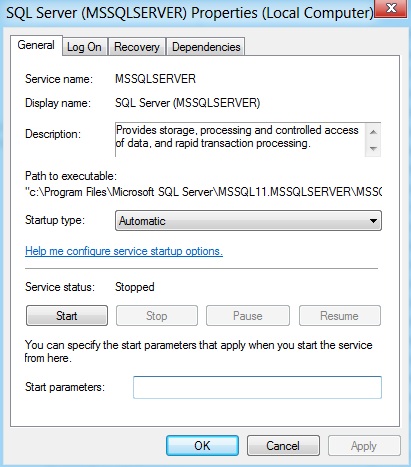 SQL Server (MSSQLSERVER) Properties (Local Computer)
General Log On Recovery Dependencies
Service name: MSSQLSERVER
Display name: SQL Server (MSSQLSERVER)
Description: Provides storage, processing and controlled access
of data, and rapid transaction processing.
Path to executable:
"c:\Program Files\Microsoft SQL Server\MSSQL11.MSSQLSERVER\MSSQ
Startup type: Automatic
Help me configure service startup options.
Service status: Stopped
Start Stop Pause Resume
You can specify the start parameters that apply when you start the service
from here.
Start parameters:
OK Cancel Apply